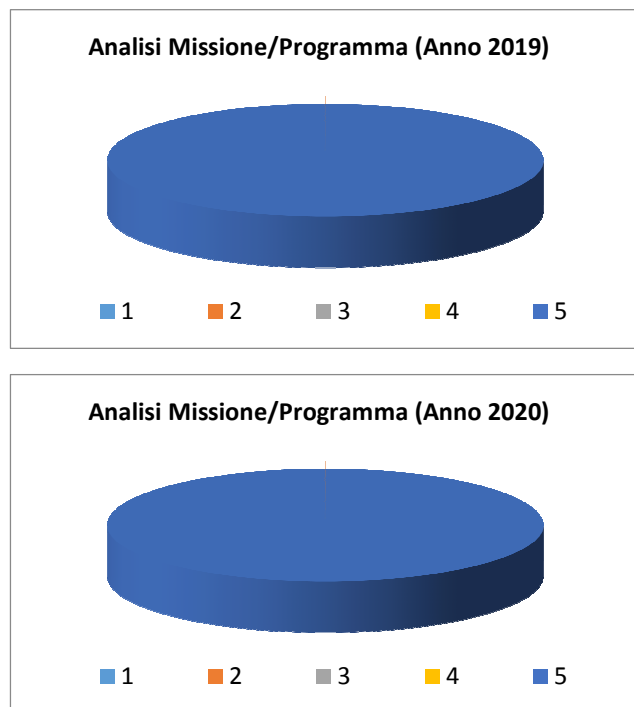 Analisi Missione/Programma (Anno 2019)
1 2 3 4 5
Analisi Missione/Programma (Anno 2020)
1 2 3 4 5